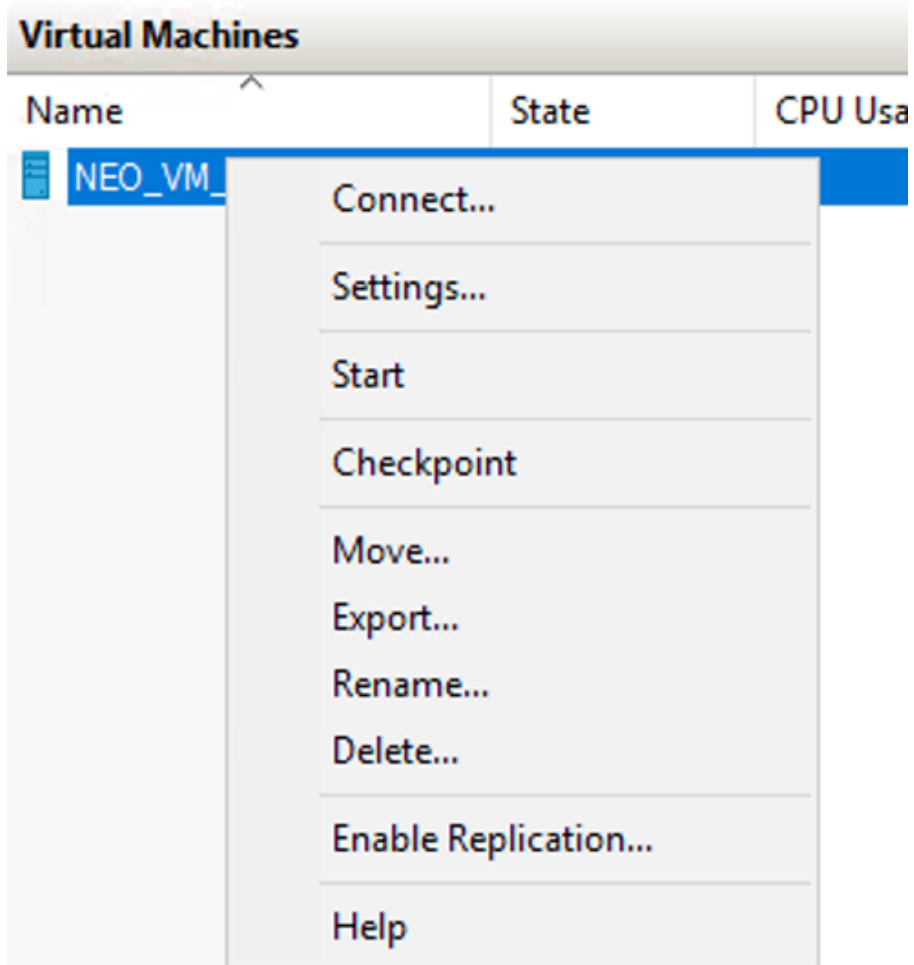 Virtual Machines
Name State CPU Usa
NEO_VM_
Connect...
Settings...
Start
Checkpoint
Move...
Export...
Rename...
Delete...
Enable Replication...
Help